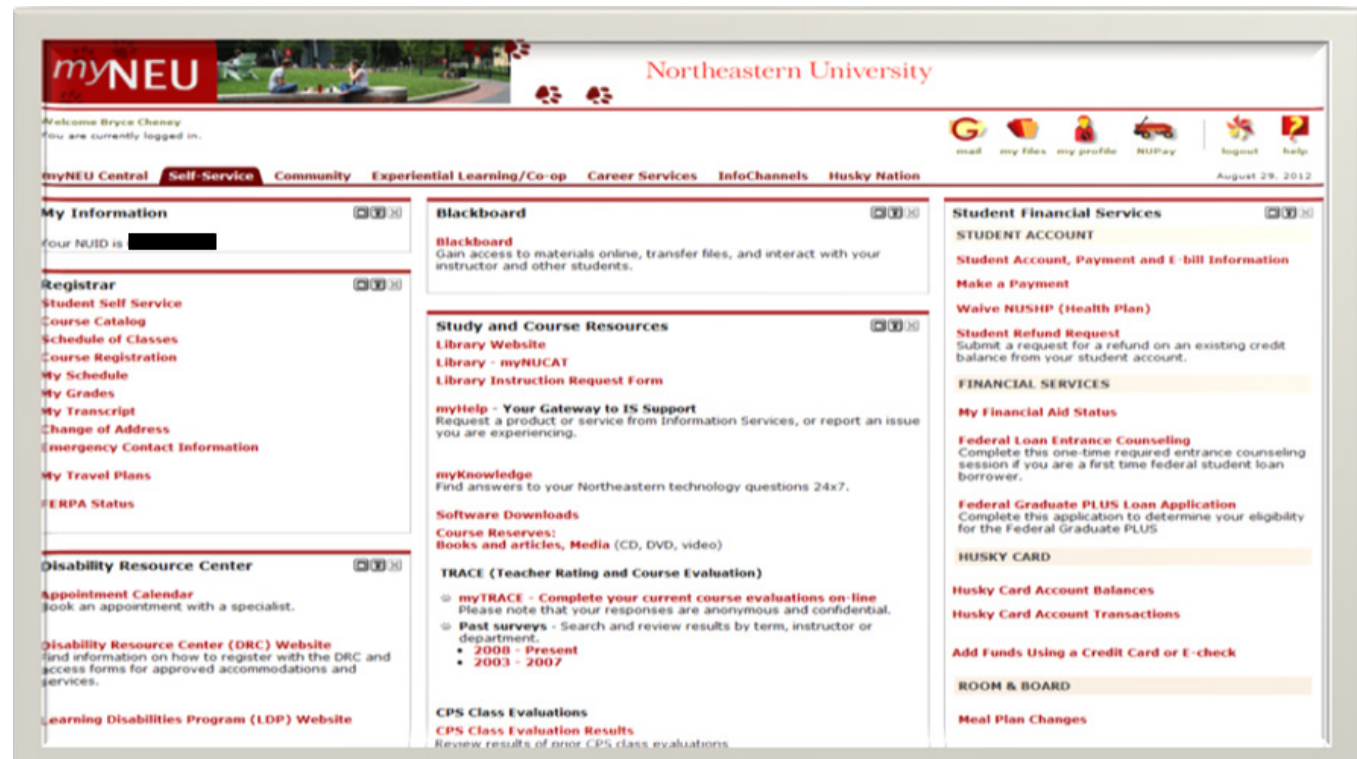 myNEU
Northeastern University
Welcome Bryce Cheney
You are currently logged in.
mail my files my profile NUPay logout help
myNEU Central Self-Service Community Experiential Learning/Co-op Career Services InfoChannels Husky Nation
August 29, 2012
My Information
Your NUID is
Registrar
Student Self Service
Course Catalog
Schedule of Classes
Course Registration
My Schedule
My Grades
My Transcript
Change of Address
Emergency Contact Information
My Travel Plans
FERPA Status
Disability Resource Center
Appointment Calendar
Book an appointment with a specialist.
Disability Resource Center (DRC) Website
Find information on how to register with the DRC and
access forms for approved accommodations and
services.
Learning Disabilities Program (LDP) Website
Blackboard
Blackboard
Gain access to materials online, transfer files, and interact with your
instructor and other students.
Study and Course Resources
Library Website
Library - myNUCAT
Library Instruction Request Form
myHelp - Your Gateway to IS Support
Request a product or service from Information Services, or report an issue
you are experiencing.
myKnowledge
Find answers to your Northeastern technology questions 24x7.
Software Downloads
Course Reserves:
Books and articles, Media (CD, DVD, video)
TRACE (Teacher Rating and Course Evaluation)
myTRACE - Complete your current course evaluations on-line
Please note that your responses are anonymous and confidential.
Past surveys - Search and review results by term, instructor or
department.
• 2008 - Present
• 2003 - 2007
CPS Class Evaluations
CPS Class Evaluation Results
Review results of prior CPS class evaluations
Student Financial Services
STUDENT ACCOUNT
Student Account, Payment and E-bill Information
Make a Payment
Waive NUSHP (Health Plan)
Student Refund Request
Submit a request for a refund on an existing credit
balance from your student account.
FINANCIAL SERVICES
My Financial Aid Status
Federal Loan Entrance Counseling
Complete this one-time required entrance counseling
session if you are a first time federal student loan
borrower.
Federal Graduate PLUS Loan Application
Complete this application to determine your eligibility
for the Federal Graduate PLUS
HUSKY CARD
Husky Card Account Balances
Husky Card Account Transactions
Add Funds Using a Credit Card or E-check
ROOM & BOARD
Meal Plan Changes